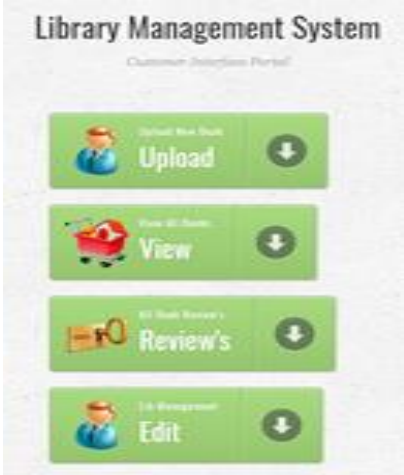 Library Management System
Customer Interface Portal
Upload New Book
Upload
View All Books
View
All Book Review's
Review's
Management
Edit